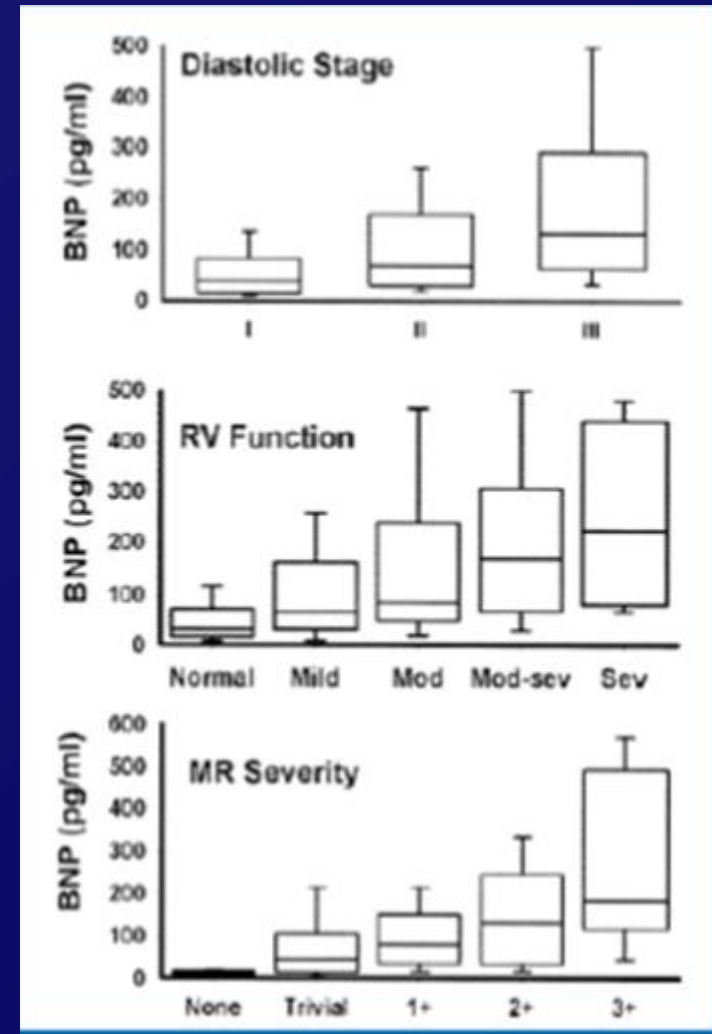 Diastolic Stage
BNP (pg/ml)
500
400
300
200
100
0
I
II
III
RV Function
BNP (pg/ml)
500
400
300
200
100
0
Normal Mild Mod Mod-sev Sev
MR Severity
BNP (pg/ml)
600
500
400
300
200
100
0
None Trivial 1+ 2+ 3+